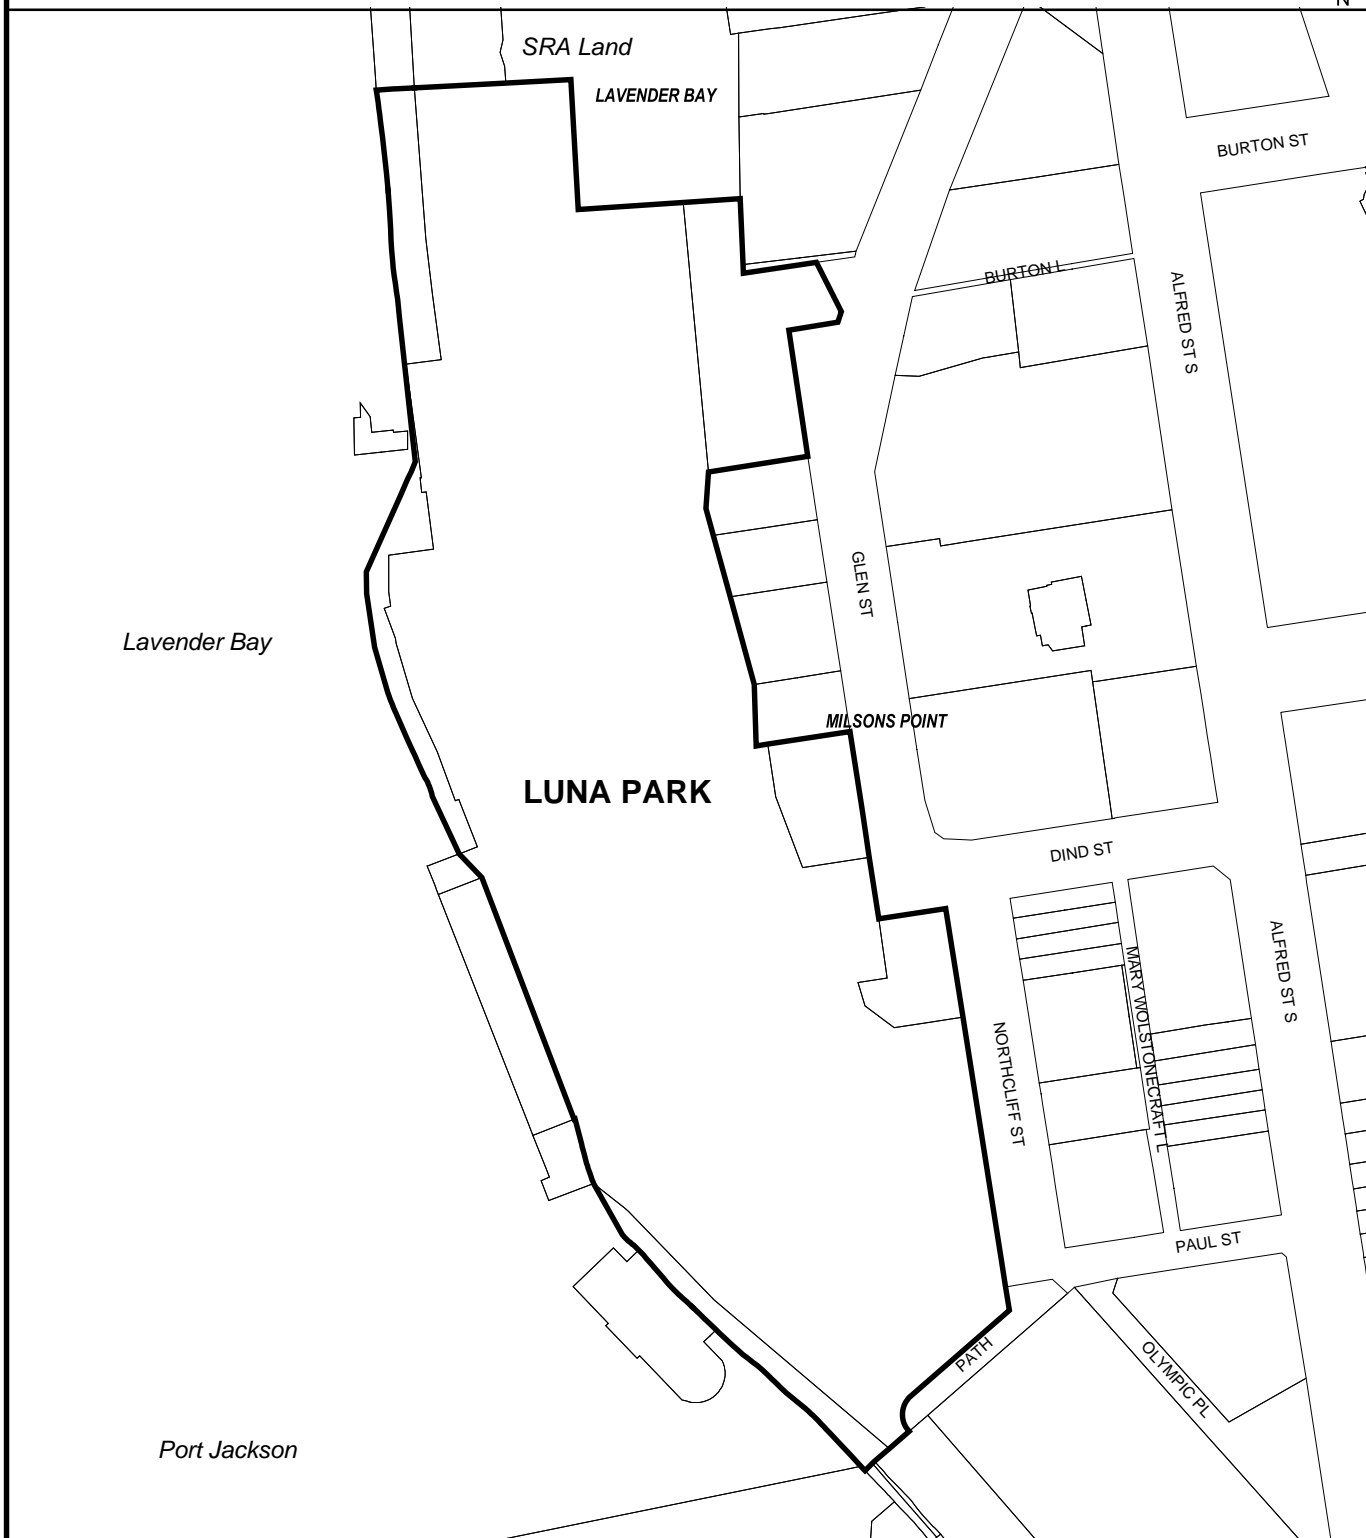 N
SRA Land
LAVENDER BAY
BURTON ST
BURTON L
ALFRED ST S
GLEN ST
Lavender Bay
MILSONS POINT
LUNA PARK
DIND ST
MARY WOLSTONECRAFT L
ALFRED ST S
NORTHCLIFF ST
PAUL ST
PATH
OLYMPIC PL
Port Jackson